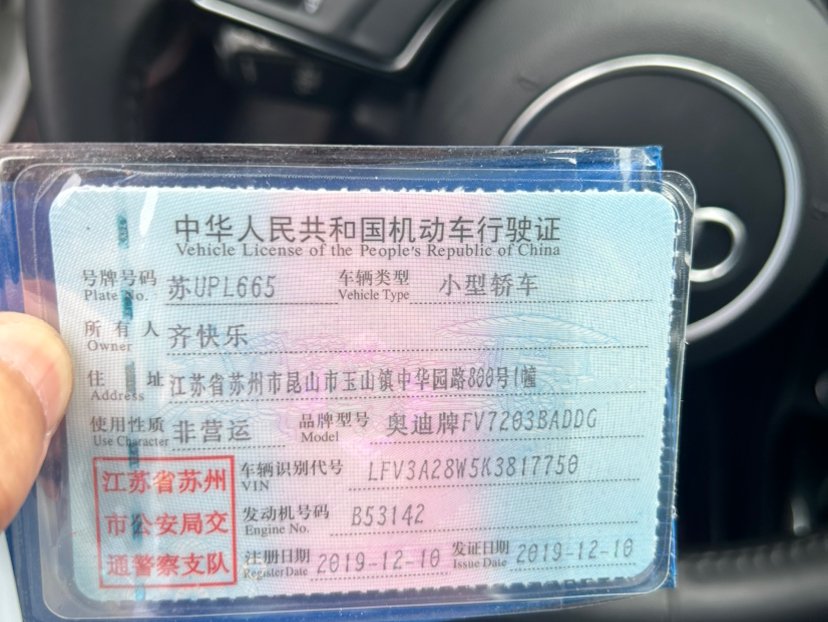 中华人民共和国机动车行驶证
Vehicle License of the People's Republic of China
号牌号码 苏UPL665 车辆类型 小型轿车
Plate No. Vehicle Type
所有人 齐快乐
Owner
住址 江苏省苏州市昆山市玉山镇中华园路800号1幢
Address
使用性质 非营运 品牌型号 奥迪牌FV7203BADDG
Use Character Model
江苏省苏州
市公安局交
通警察支队
车辆识别代号 LFV3A28W5K3817750
VIN
发动机号码 B53142
Engine No.
注册日期 2019-12-10 发证日期 2019-12-10
Register Date Issue Date